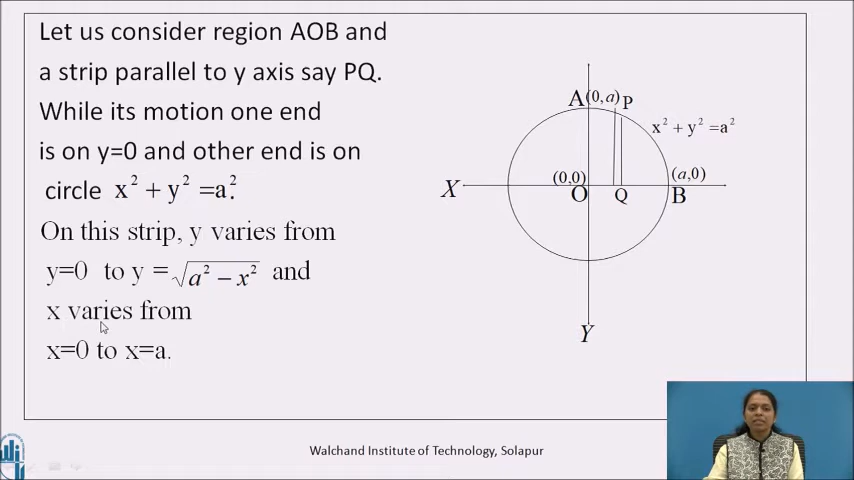 Let us consider region AOB and
a strip parallel to y axis say PQ.
While its motion one end
is on y=0 and other end is on
circle x² + y² =a².
On this strip, y varies from
y=0 to y = √a² − x² and
x varies from
x=0 to x=a.
A(0,a) P
x² + y² =a²
X (0,0) (a,0)
O Q B
Y
Walchand Institute of Technology, Solapur